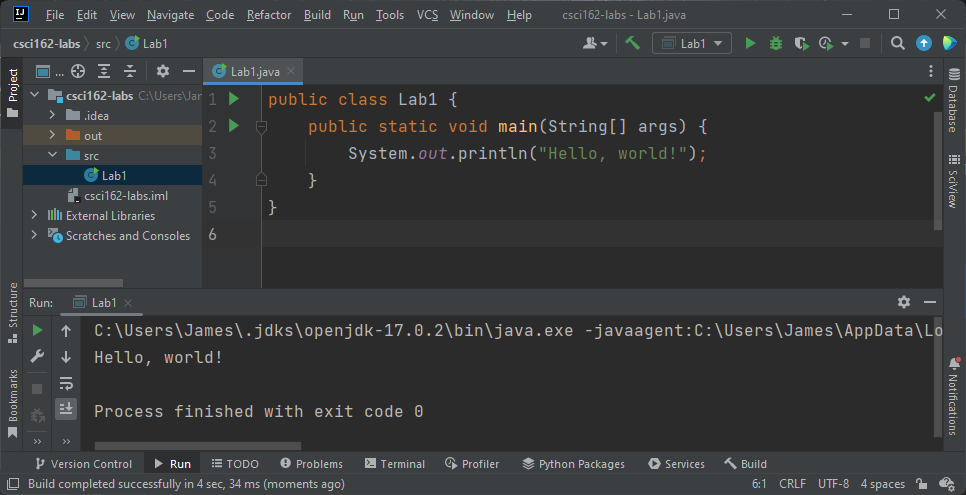 IJ File Edit View Navigate Code Refactor Build Run Tools VCS Window Help csci162-labs - Lab1.java
csci162-labs src Lab1
Lab1
Project
... Lab1.java
csci162-labs C:\Users\Jam
.idea
out
src
Lab1
csci162-labs.iml
External Libraries
Scratches and Consoles
1 public class Lab1 {
2 public static void main(String[] args) {
3 System.out.println("Hello, world!");
4 }
5 }
6
Database
SciView
Notifications
Structure
Bookmarks
Run: Lab1
C:\Users\James\.jdks\openjdk-17.0.2\bin\java.exe -javaagent:C:\Users\James\AppData\Lo
Hello, world!
Process finished with exit code 0
Version Control Run TODO Problems Terminal Profiler Python Packages Services Build
Build completed successfully in 4 sec, 34 ms (moments ago) 6:1 CRLF UTF-8 4 spaces